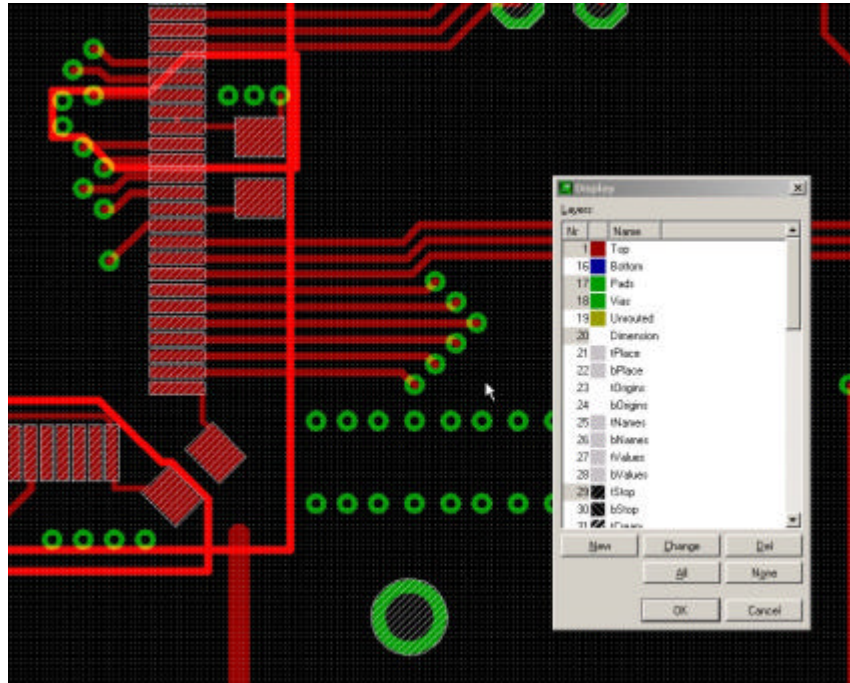 Display
Layers
Nr Name
1 Top
16 Bottom
17 Pads
18 Vias
19 Unrouted
20 Dimension
21 tPlace
22 bPlace
23 tOrigins
24 bOrigins
25 tNames
26 bNames
27 tValues
28 bValues
29 tStop
30 bStop
31 tCream
New Change Del
All None
OK Cancel